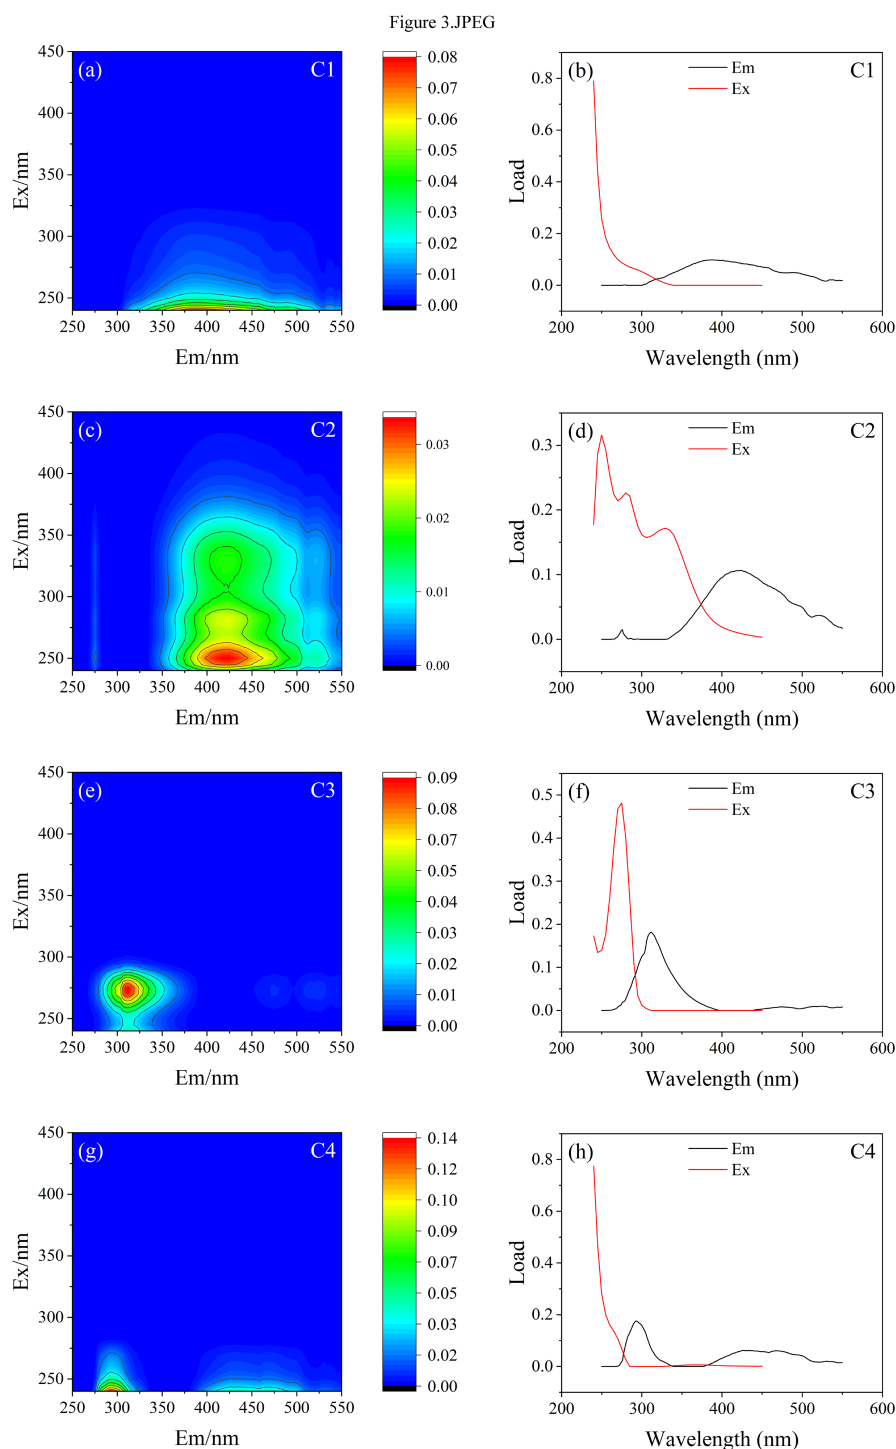 Figure 3.JPEG
(a) C1
Ex/nm
450
400
350
300
250
250 300 350 400 450 500 550
Em/nm
0.08
0.07
0.06
0.05
0.04
0.03
0.02
0.01
0.00
(b) C1
Em
Ex
Load
0.8
0.6
0.4
0.2
0.0
200 300 400 500 600
Wavelength (nm)
(c) C2
Ex/nm
450
400
350
300
250
250 300 350 400 450 500 550
Em/nm
0.03
0.02
0.01
0.00
(d) C2
Em
Ex
Load
0.3
0.2
0.1
0.0
200 300 400 500 600
Wavelength (nm)
(e) C3
Ex/nm
450
400
350
300
250
250 300 350 400 450 500 550
Em/nm
0.09
0.08
0.07
0.06
0.05
0.04
0.03
0.02
0.01
0.00
(f) C3
Em
Ex
Load
0.5
0.4
0.3
0.2
0.1
0.0
200 300 400 500 600
Wavelength (nm)
(g) C4
Ex/nm
450
400
350
300
250
250 300 350 400 450 500 550
Em/nm
0.14
0.12
0.10
0.09
0.07
0.05
0.03
0.02
0.00
(h) C4
Em
Ex
Load
0.8
0.6
0.4
0.2
0.0
200 300 400 500 600
Wavelength (nm)